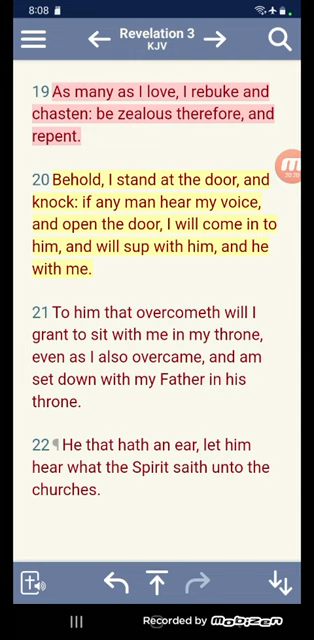 8:08
Revelation 3
KJV
19 As many as I love, I rebuke and
chasten: be zealous therefore, and
repent.
20 Behold, I stand at the door, and
knock: if any man hear my voice,
and open the door, I will come in to
him, and will sup with him, and he
with me.
21 To him that overcometh will I
grant to sit with me in my throne,
even as I also overcame, and am
set down with my Father in his
throne.
22 ¶ He that hath an ear, let him
hear what the Spirit saith unto the
churches.
Recorded by mobizen